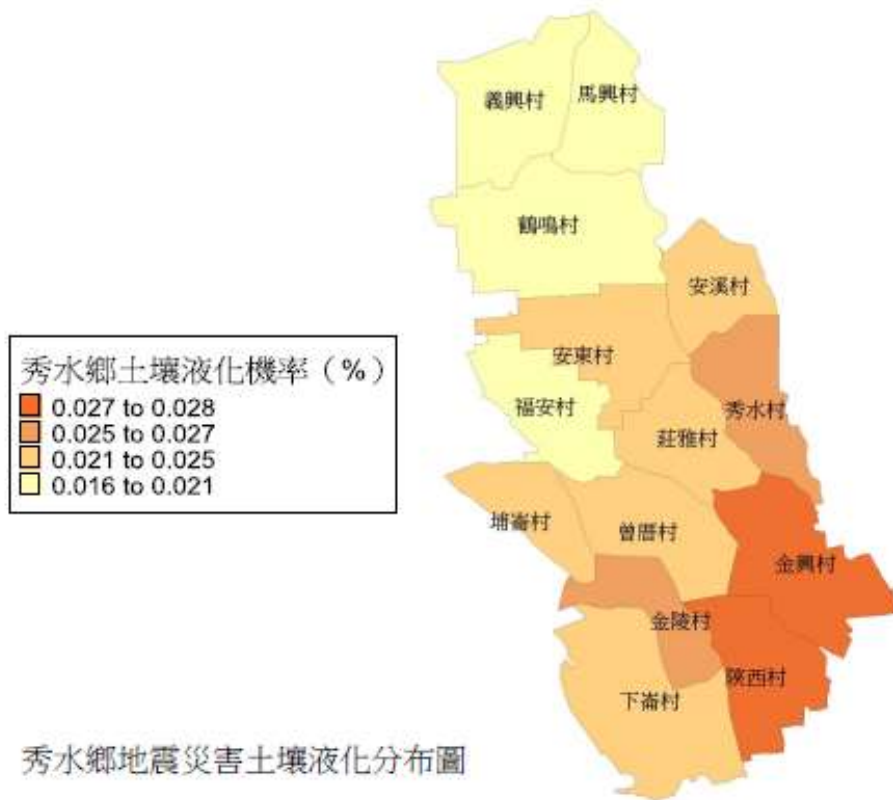 義興村
馬興村
鶴鳴村
安溪村
安東村
福安村
秀水村
莊雅村
埔崙村
曾厝村
金興村
金陵村
陝西村
下崙村
秀水鄉土壤液化機率（%）
0.027 to 0.028
0.025 to 0.027
0.021 to 0.025
0.016 to 0.021
秀水鄉地震災害土壤液化分布圖